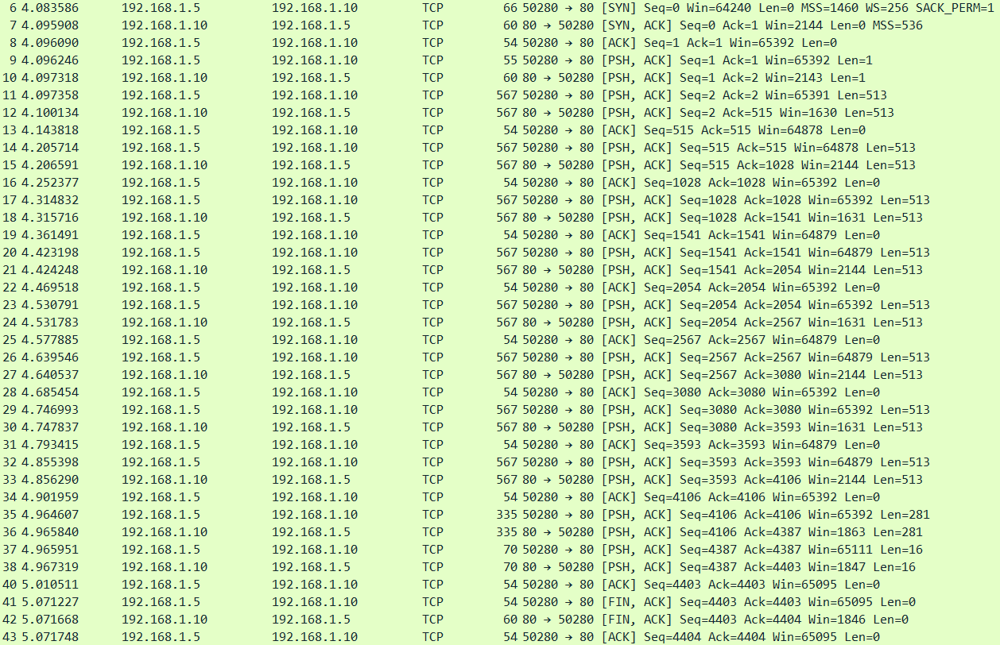 6 4.083586 192.168.1.5 192.168.1.10 TCP 66 50280 → 80 [SYN] Seq=0 Win=64240 Len=0 MSS=1460 WS=256 SACK_PERM=1
7 4.095908 192.168.1.10 192.168.1.5 TCP 60 80 → 50280 [SYN, ACK] Seq=0 Ack=1 Win=2144 Len=0 MSS=536
8 4.096090 192.168.1.5 192.168.1.10 TCP 54 50280 → 80 [ACK] Seq=1 Ack=1 Win=65392 Len=0
9 4.096246 192.168.1.5 192.168.1.10 TCP 55 50280 → 80 [PSH, ACK] Seq=1 Ack=1 Win=65392 Len=1
10 4.097318 192.168.1.10 192.168.1.5 TCP 60 80 → 50280 [PSH, ACK] Seq=1 Ack=2 Win=2143 Len=1
11 4.097358 192.168.1.5 192.168.1.10 TCP 567 50280 → 80 [PSH, ACK] Seq=2 Ack=2 Win=65391 Len=513
12 4.100134 192.168.1.10 192.168.1.5 TCP 567 80 → 50280 [PSH, ACK] Seq=2 Ack=515 Win=1630 Len=513
13 4.143818 192.168.1.5 192.168.1.10 TCP 54 50280 → 80 [ACK] Seq=515 Ack=515 Win=64878 Len=0
14 4.205714 192.168.1.5 192.168.1.10 TCP 567 50280 → 80 [PSH, ACK] Seq=515 Ack=515 Win=64878 Len=513
15 4.206591 192.168.1.10 192.168.1.5 TCP 567 80 → 50280 [PSH, ACK] Seq=515 Ack=1028 Win=2144 Len=513
16 4.252377 192.168.1.5 192.168.1.10 TCP 54 50280 → 80 [ACK] Seq=1028 Ack=1028 Win=65392 Len=0
17 4.314832 192.168.1.5 192.168.1.10 TCP 567 50280 → 80 [PSH, ACK] Seq=1028 Ack=1028 Win=65392 Len=513
18 4.315716 192.168.1.10 192.168.1.5 TCP 567 80 → 50280 [PSH, ACK] Seq=1028 Ack=1541 Win=1631 Len=513
19 4.361491 192.168.1.5 192.168.1.10 TCP 54 50280 → 80 [ACK] Seq=1541 Ack=1541 Win=64879 Len=0
20 4.423198 192.168.1.5 192.168.1.10 TCP 567 50280 → 80 [PSH, ACK] Seq=1541 Ack=1541 Win=64879 Len=513
21 4.424248 192.168.1.10 192.168.1.5 TCP 567 80 → 50280 [PSH, ACK] Seq=1541 Ack=2054 Win=2144 Len=513
22 4.469518 192.168.1.5 192.168.1.10 TCP 54 50280 → 80 [ACK] Seq=2054 Ack=2054 Win=65392 Len=0
23 4.530791 192.168.1.5 192.168.1.10 TCP 567 50280 → 80 [PSH, ACK] Seq=2054 Ack=2054 Win=65392 Len=513
24 4.531783 192.168.1.10 192.168.1.5 TCP 567 80 → 50280 [PSH, ACK] Seq=2054 Ack=2567 Win=1631 Len=513
25 4.577885 192.168.1.5 192.168.1.10 TCP 54 50280 → 80 [ACK] Seq=2567 Ack=2567 Win=64879 Len=0
26 4.639546 192.168.1.5 192.168.1.10 TCP 567 50280 → 80 [PSH, ACK] Seq=2567 Ack=2567 Win=64879 Len=513
27 4.640537 192.168.1.10 192.168.1.5 TCP 567 80 → 50280 [PSH, ACK] Seq=2567 Ack=3080 Win=2144 Len=513
28 4.685454 192.168.1.5 192.168.1.10 TCP 54 50280 → 80 [ACK] Seq=3080 Ack=3080 Win=65392 Len=0
29 4.746993 192.168.1.5 192.168.1.10 TCP 567 50280 → 80 [PSH, ACK] Seq=3080 Ack=3080 Win=65392 Len=513
30 4.747837 192.168.1.10 192.168.1.5 TCP 567 80 → 50280 [PSH, ACK] Seq=3080 Ack=3593 Win=1631 Len=513
31 4.793415 192.168.1.5 192.168.1.10 TCP 54 50280 → 80 [ACK] Seq=3593 Ack=3593 Win=64879 Len=0
32 4.855398 192.168.1.5 192.168.1.10 TCP 567 50280 → 80 [PSH, ACK] Seq=3593 Ack=3593 Win=64879 Len=513
33 4.856290 192.168.1.10 192.168.1.5 TCP 567 80 → 50280 [PSH, ACK] Seq=3593 Ack=4106 Win=2144 Len=513
34 4.901959 192.168.1.5 192.168.1.10 TCP 54 50280 → 80 [ACK] Seq=4106 Ack=4106 Win=65392 Len=0
35 4.964607 192.168.1.5 192.168.1.10 TCP 335 50280 → 80 [PSH, ACK] Seq=4106 Ack=4106 Win=65392 Len=281
36 4.965840 192.168.1.10 192.168.1.5 TCP 335 80 → 50280 [PSH, ACK] Seq=4106 Ack=4387 Win=1863 Len=281
37 4.965951 192.168.1.5 192.168.1.10 TCP 70 50280 → 80 [PSH, ACK] Seq=4387 Ack=4387 Win=65111 Len=16
38 4.967319 192.168.1.10 192.168.1.5 TCP 70 80 → 50280 [PSH, ACK] Seq=4387 Ack=4403 Win=1847 Len=16
40 5.010511 192.168.1.5 192.168.1.10 TCP 54 50280 → 80 [ACK] Seq=4403 Ack=4403 Win=65095 Len=0
41 5.071227 192.168.1.5 192.168.1.10 TCP 54 50280 → 80 [FIN, ACK] Seq=4403 Ack=4403 Win=65095 Len=0
42 5.071668 192.168.1.10 192.168.1.5 TCP 60 80 → 50280 [FIN, ACK] Seq=4403 Ack=4404 Win=1846 Len=0
43 5.071748 192.168.1.5 192.168.1.10 TCP 54 50280 → 80 [ACK] Seq=4404 Ack=4404 Win=65095 Len=0